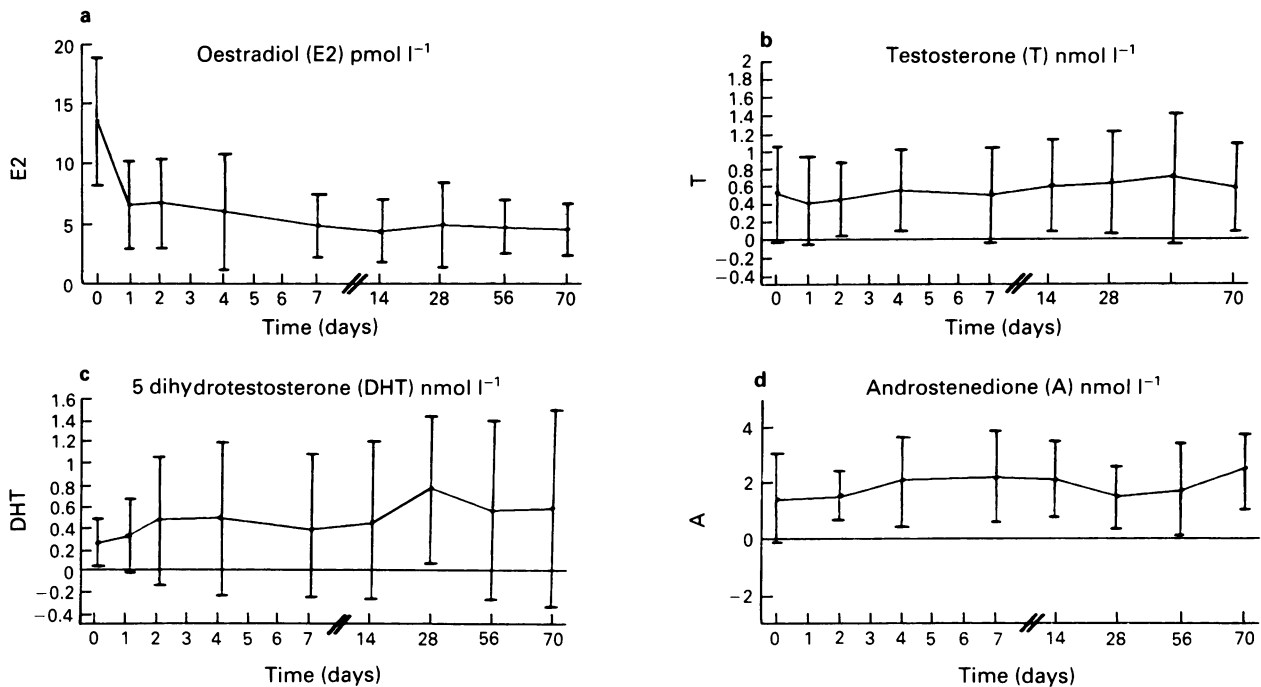 a
Oestradiol (E2) pmol l⁻¹
20
15
10
5
0
E2
0 1 2 3 4 5 6 7 14 28 56 70
Time (days)
b
Testosterone (T) nmol l⁻¹
2
1.8
1.6
1.4
1.2
1
0.8
0.6
0.4
0.2
0
−0.2
−0.4
T
0 1 2 3 4 5 6 7 14 28 70
Time (days)
c
5 dihydrotestosterone (DHT) nmol l⁻¹
1.6
1.4
1.2
1
0.8
0.6
0.4
0.2
0
−0.2
−0.4
DHT
0 1 2 3 4 5 6 7 14 28 56 70
Time (days)
d
Androstenedione (A) nmol l⁻¹
4
2
0
−2
A
0 1 2 3 4 5 6 7 14 28 56 70
Time (days)